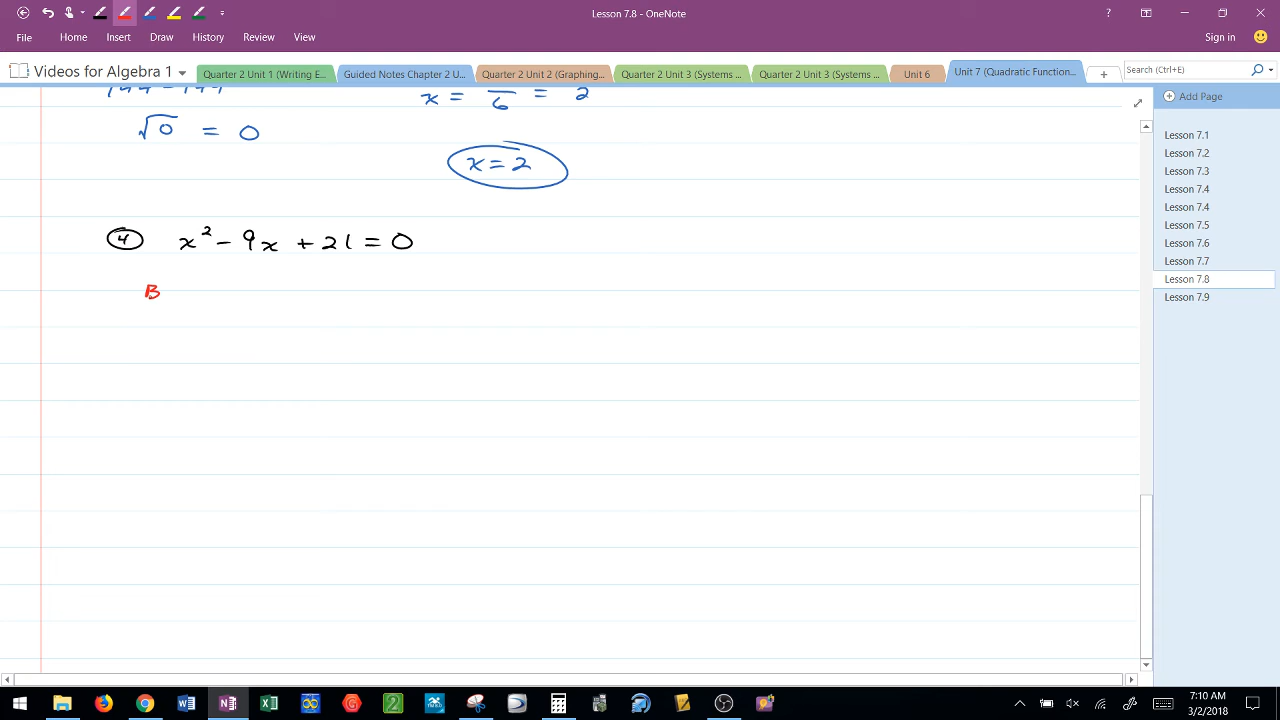 Lesson 7.8 - OneNote
?
File Home Insert Draw History Review View
Sign in
Videos for Algebra 1
Quarter 2 Unit 1 (Writing E...
Guided Notes Chapter 2 U...
Quarter 2 Unit 2 (Graphing,...
Quarter 2 Unit 3 (Systems ...
Quarter 2 Unit 3 (Systems ...
Unit 6
Unit 7 (Quadratic Function...
Search (Ctrl+E)
Add Page
Lesson 7.1
Lesson 7.2
Lesson 7.3
Lesson 7.4
Lesson 7.4
Lesson 7.5
Lesson 7.6
Lesson 7.7
Lesson 7.8
Lesson 7.9
x = — 6 = 2
√0 = 0
x = 2
4 x² - 9x + 21 = 0
B
7:10 AM
3/2/2018